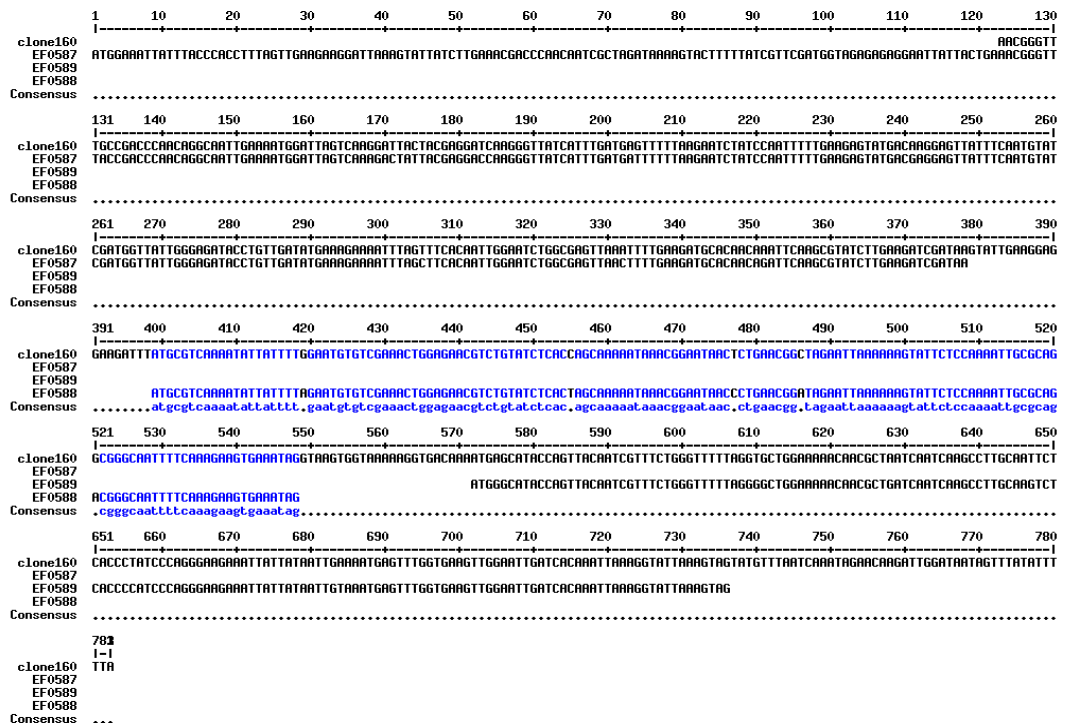 1 10 20 30 40 50 60 70 80 90 100 110 120 130
|--------+---------+---------+---------+---------+---------+---------+---------+---------+---------+---------+---------+---------|
clone160 AACGGGTT
EF0587 ATGGAAATTATTTACCCACCTTTAGTTGAAGAAGGATTAAAGTATTATCTTGAAACGACCCAACAATCGCTAGATAAAAGTACTTTTTATCGTTCGATGGTAGAGAGAGGAATTATTACTGAAACGGGTT
EF0589
EF0588
Consensus ..................................................................................................................................
131 140 150 160 170 180 190 200 210 220 230 240 250 260
|--------+---------+---------+---------+---------+---------+---------+---------+---------+---------+---------+---------+---------|
clone160 TGCCGACCCAACAGGCAATTGAAAATGGATTAGTCAAGGATTACTACGAGGATCAAGGGTTATCATTTGATGAGTTTTTAAGAATCTATCCAATTTTTGAAGAGTATGACAAGGAGTTATTTCAATGTAT
EF0587 TACCGACCCAACAGGCAATTGAAAATGGATTAGTCAAAGACTATTACGAGGACCAAGGGTTATCATTTGATGATTTTTTAAGAATCTATCCAATTTTTGAAGAGTATGACGAGGAGTTATTTCAATGTAT
EF0589
EF0588
Consensus ..................................................................................................................................
261 270 280 290 300 310 320 330 340 350 360 370 380 390
|--------+---------+---------+---------+---------+---------+---------+---------+---------+---------+---------+---------+---------|
clone160 CGATGGTTATTGGGAGATACCTGTTGATATGAAAGAAAATTTAGTTTCACAATTGGAATCTGGCGAGTTAAATTTTGAAGATGCACAACAAATTCAAGCGTATCTTGAAGATCGATAAGTATTGAAGGAG
EF0587 CGATGGTTATTGGGAGATACCTGTTGATATGAAAGAAAATTTAGCTTCACAATTGGAATCTGGCGAGTTAACTTTTGAAGATGCACAACAGATTCAAGCGTATCTTGAAGATCGATAA
EF0589
EF0588
Consensus ..................................................................................................................................
391 400 410 420 430 440 450 460 470 480 490 500 510 520
|--------+---------+---------+---------+---------+---------+---------+---------+---------+---------+---------+---------+---------|
clone160 GAAGATTTATGCGTCAAAATATTATTTTGGAATGTGTCGAAACTGGAGAACGTCTGTATCTCACCAGCAAAAATAAACGGAATAACTCTGAACGGCTAGAATTAAAAAAGTATTCTCCAAAATTGCGCAG
EF0587
EF0589
EF0588 ATGCGTCAAAATATTATTTTAGAATGTGTCGAAACTGGAGAACGTCTGTATCTCACTAGCAAAAATAAACGGAATAACCCTGAACGGATAGAATTAAAAAAGTATTCTCCAAAATTGCGCAG
Consensus ........atgcgtcaaaatattatttt.gaatgtgtcgaaactggagaacgtctgtatctcac.agcaaaaataaacggaataac.ctgaacgg.tagaattaaaaaagtattctccaaaattgcgcag
521 530 540 550 560 570 580 590 600 610 620 630 640 650
|--------+---------+---------+---------+---------+---------+---------+---------+---------+---------+---------+---------+---------|
clone160 GCGGGCAATTTTCAAAGAAGTGAAATAGGTAAGTGGTAAAAAGGTGACAAAATGAGCATACCAGTTACAATCGTTTCTGGGTTTTTAGGTGCTGGAAAAACAACGCTAATCAATCAAGCCTTGCAATTCT
EF0587
EF0589 ATGGGCATACCAGTTACAATCGTTTCTGGGTTTTTAGGGGCTGGAAAAACAACGCTGATCAATCAAGCCTTGCAAGTCT
EF0588 ACGGGCAATTTTCAAAGAAGTGAAATAG
Consensus .cgggcaattttcaaagaagtgaaatag......................................................................................................
651 660 670 680 690 700 710 720 730 740 750 760 770 780
|--------+---------+---------+---------+---------+---------+---------+---------+---------+---------+---------+---------+---------|
clone160 CACCCTATCCCAGGGAAGAAATTATTATAATTGAAAATGAGTTTGGTGAAGTTGGAATTGATCACAAATTAAAGGTATTAAAGTAGTATGTTTAATCAAATAGAACAAGATTGGATAATAGTTTATATTT
EF0587
EF0589 CACCCCATCCCAGGGAAGAAATTATTATAATTGTAAATGAGTTTGGTGAAGTTGGAATTGATCACAAATTAAAGGTATTAAAGTAG
EF0588
Consensus ..................................................................................................................................
783
|-|
clone160 TTA
EF0587
EF0589
EF0588
Consensus ...